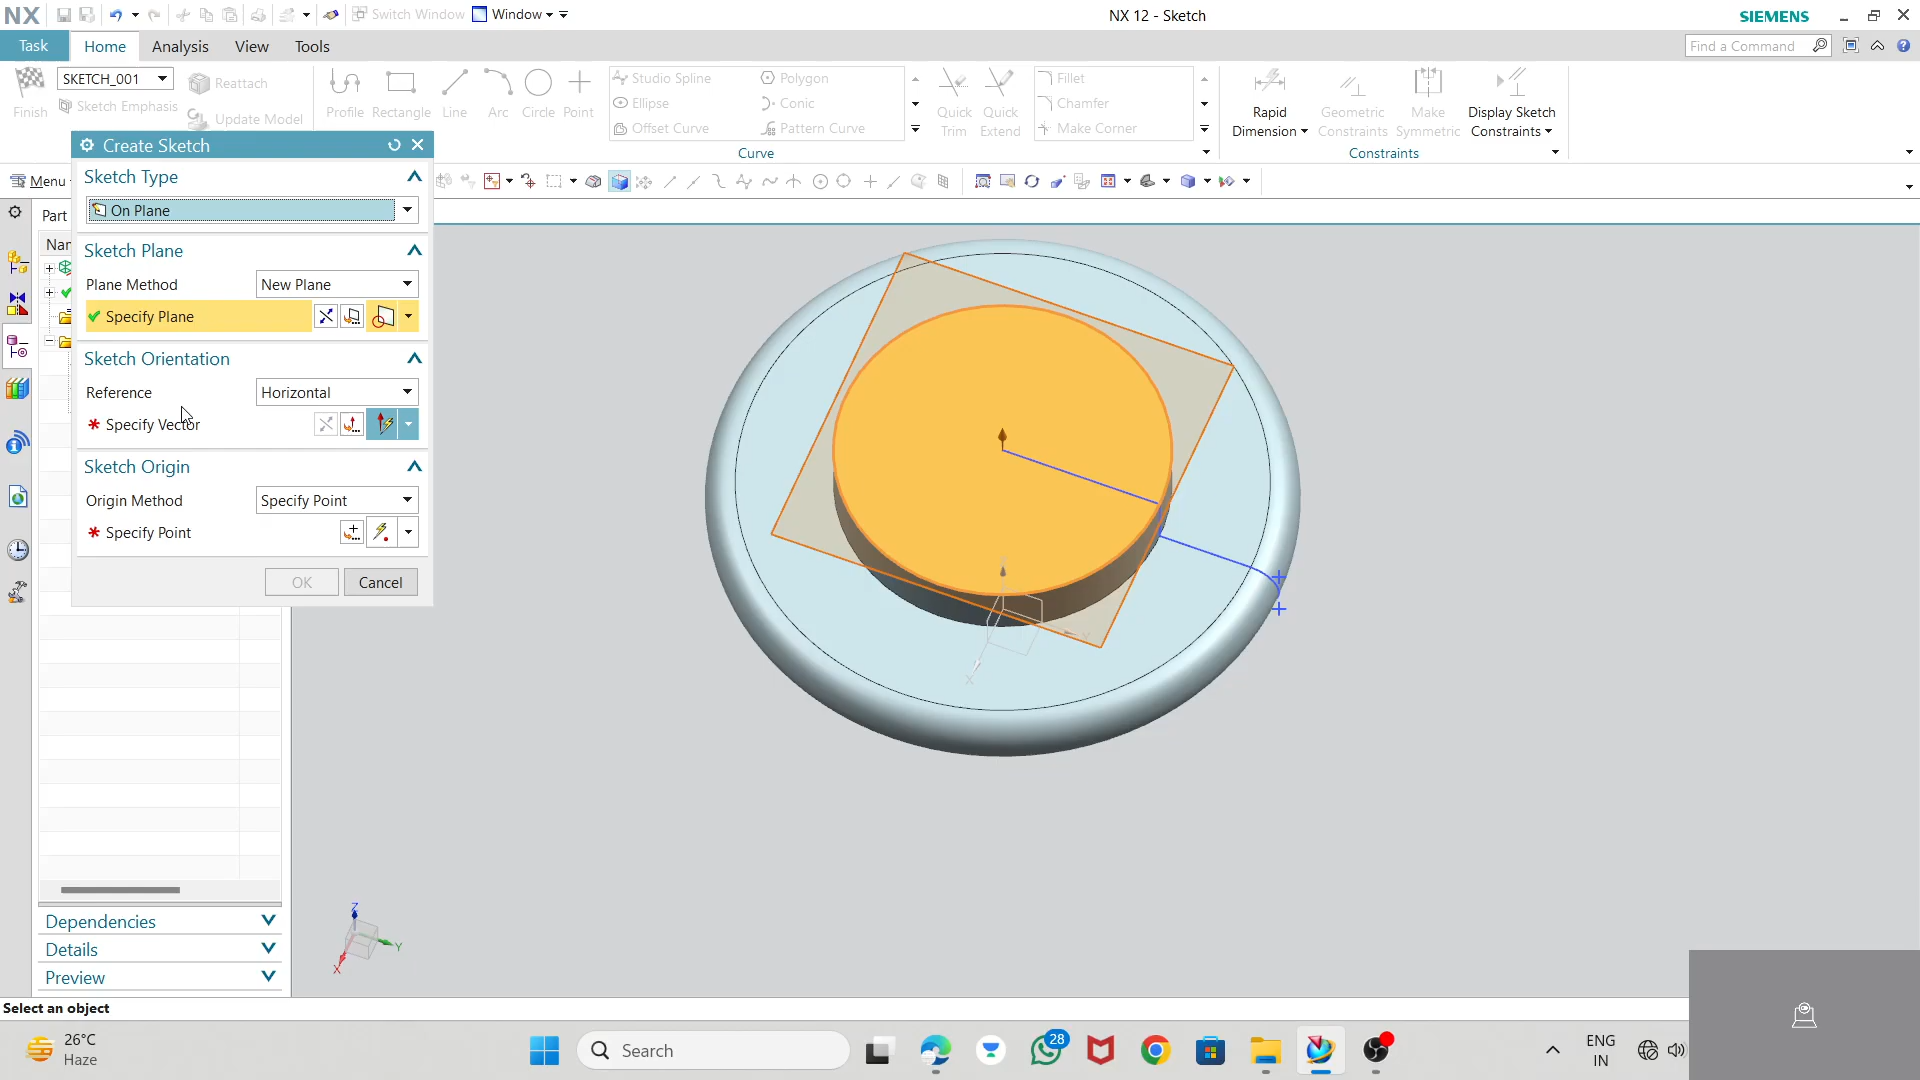 NX
Switch Window
Window
NX 12 - Sketch
SIEMENS
Task
Home
Analysis
View
Tools
Find a Command
Finish
SKETCH_001
Sketch Emphasis
Reattach
Update Model
Profile
Rectangle
Line
Arc
Circle
Point
Studio Spline
Ellipse
Offset Curve
Polygon
Conic
Pattern Curve
Curve
Quick
Trim
Quick
Extend
Fillet
Chamfer
Make Corner
Rapid
Dimension
Geometric
Constraints
Make
Symmetric
Display Sketch
Constraints
Constraints
Menu
Part
Create Sketch
Sketch Type
On Plane
Sketch Plane
Plane Method
New Plane
Specify Plane
Sketch Orientation
Reference
Horizontal
Specify Vector
Sketch Origin
Origin Method
Specify Point
Specify Point
OK
Cancel
X
Z
Y
X
Dependencies
Details
Preview
Select an object
26°C
Haze
Search
28
ENG
IN